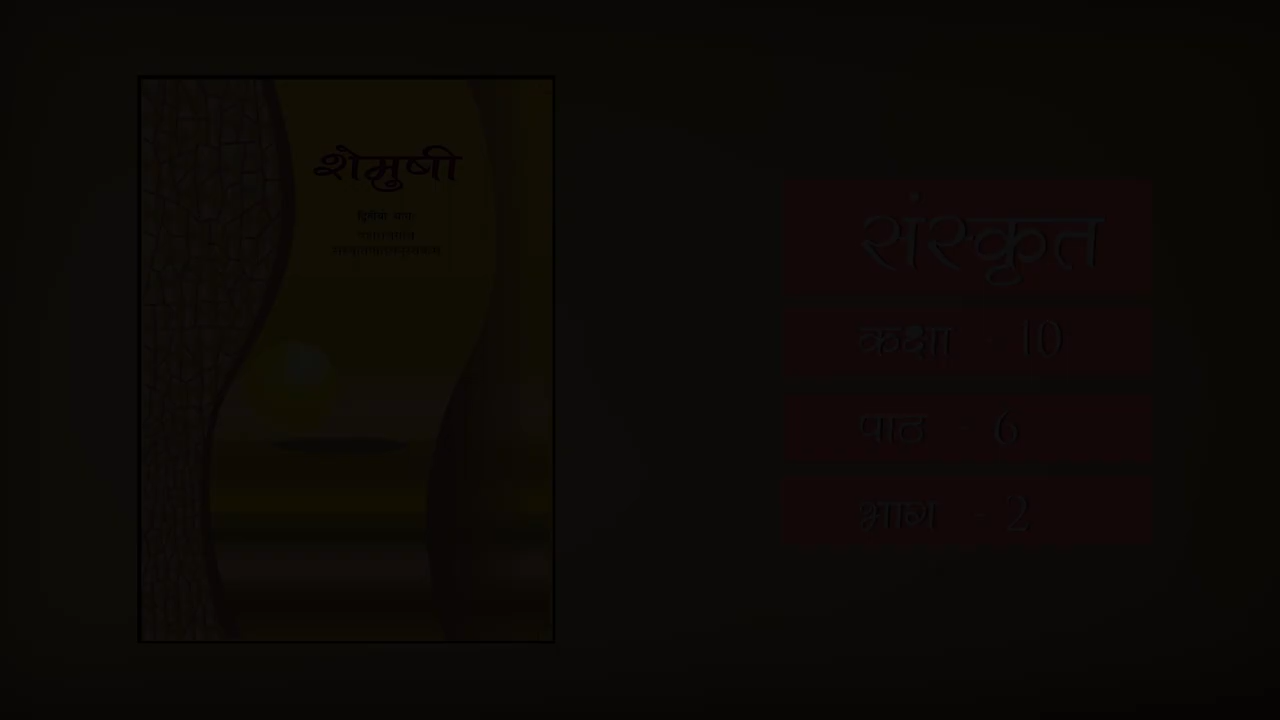 शेमुषी
द्वितीयो भागः
संस्कृत
कक्षा - 10
पाठ - 6
भाग - 2